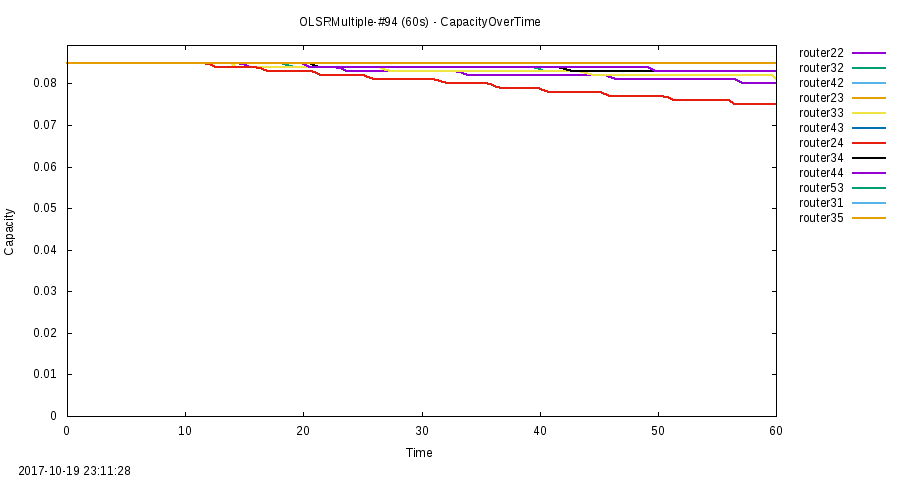 OLSRMultiple-#94 (60s) - CapacityOverTime
router22
router32
router42
router23
router33
router43
router24
router34
router44
router53
router31
router35
0.08
0.07
0.06
0.05
0.04
0.03
0.02
0.01
0
Capacity
0 10 20 30 40 50 60
Time
2017-10-19 23:11:28